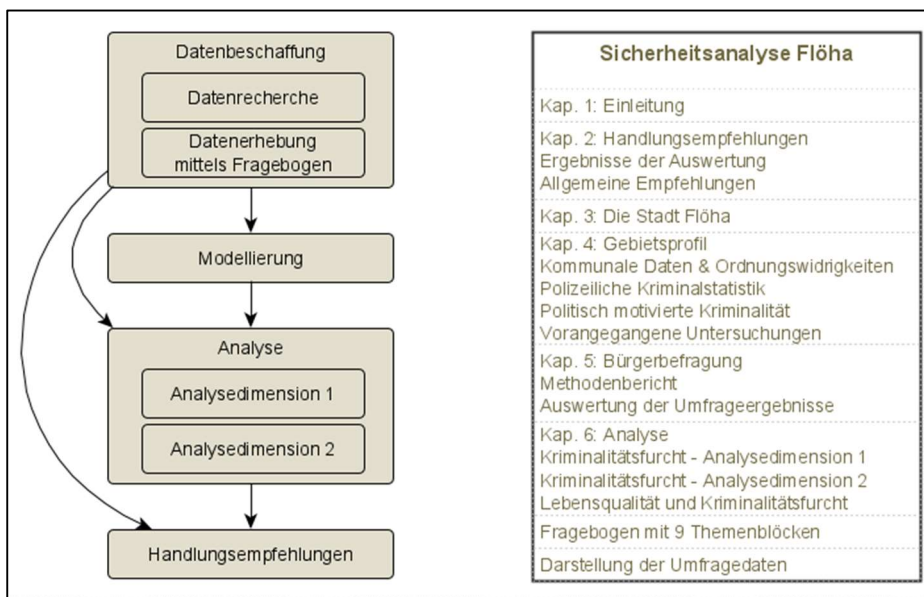 Datenbeschaffung
Datenrecherche
Datenerhebung
mittels Fragebogen
Modellierung
Analyse
Analysedimension 1
Analysedimension 2
Handlungsempfehlungen
Sicherheitsanalyse Flöha
Kap. 1: Einleitung
Kap. 2: Handlungsempfehlungen
Ergebnisse der Auswertung
Allgemeine Empfehlungen
Kap. 3: Die Stadt Flöha
Kap. 4: Gebietsprofil
Kommunale Daten & Ordnungswidrigkeiten
Polizeiliche Kriminalstatistik
Politisch motivierte Kriminalität
Vorangegangene Untersuchungen
Kap. 5: Bürgerbefragung
Methodenbericht
Auswertung der Umfrageergebnisse
Kap. 6: Analyse
Kriminalitätsfurcht - Analysedimension 1
Kriminalitätsfurcht - Analysedimension 2
Lebensqualität und Kriminalitätsfurcht
Fragebogen mit 9 Themenblöcken
Darstellung der Umfragedaten